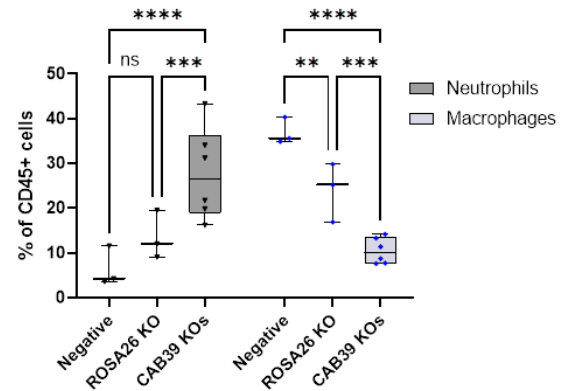 **** ****
ns *** ** ***
50
40
30
20
10
0
% of CD45+ cells
Neutrophils
Macrophages
Negative
ROSA26 KO
CAB39 KOs
Negative
ROSA26 KO
CAB39 KOs